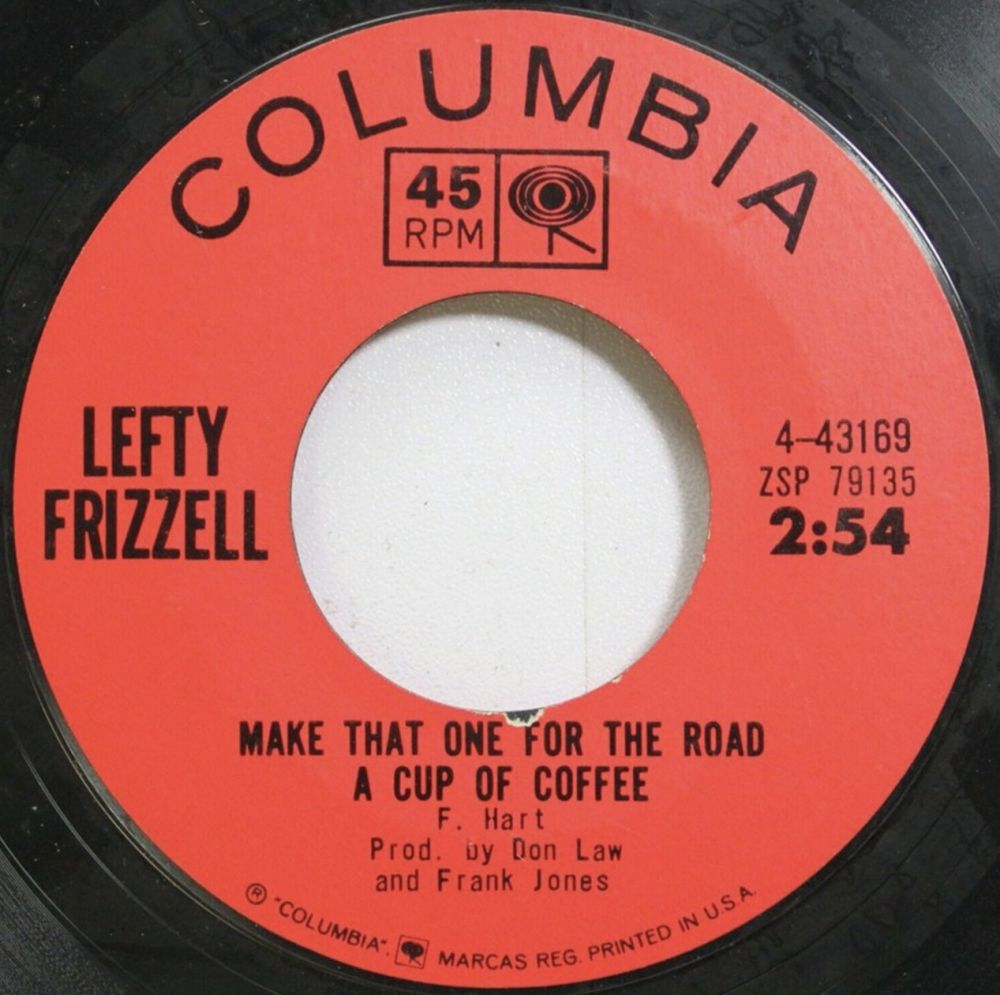 COLUMBIA
45
RPM
LEFTY
FRIZZELL
4-43169
ZSP 79135
2:54
MAKE THAT ONE FOR THE ROAD
A CUP OF COFFEE
F. Hart
Prod. by Don Law
and Frank Jones
® "COLUMBIA", MARCAS REG. PRINTED IN U.S.A.